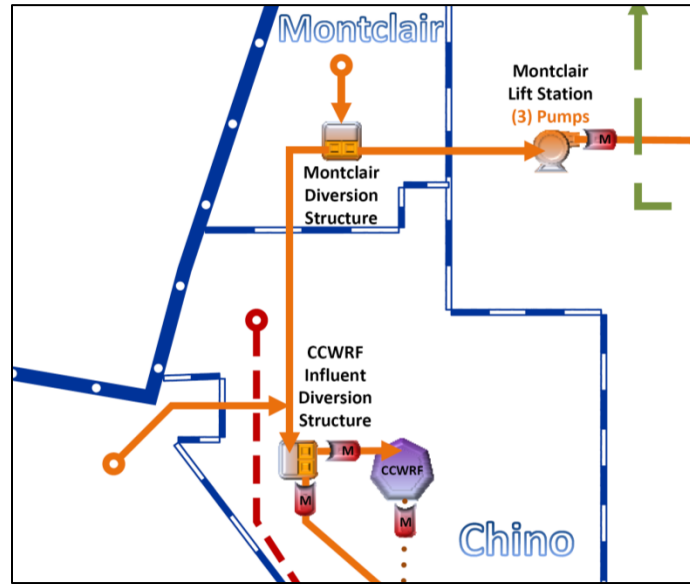 Montclair
Montclair
Lift Station
(3) Pumps
M
Montclair
Diversion
Structure
CCWRF
Influent
Diversion
Structure
M
CCWRF
M
M
Chino